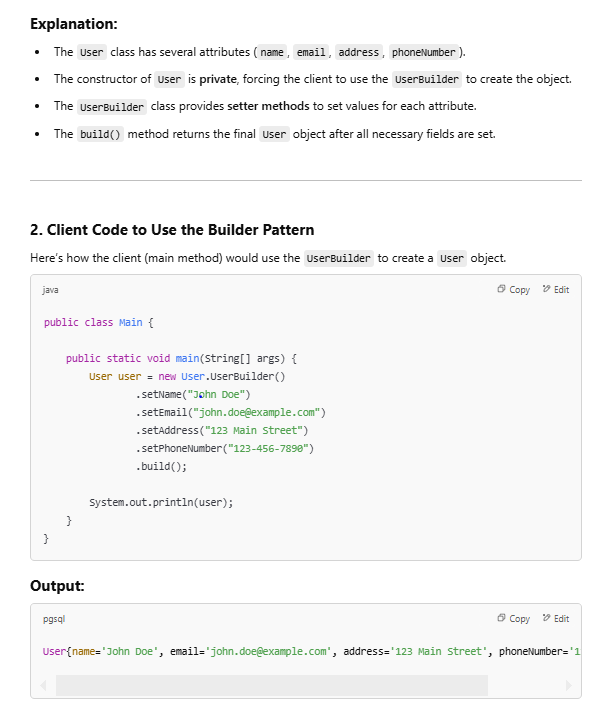 Explanation:
• The User class has several attributes ( name , email , address , phoneNumber ).
• The constructor of User is private, forcing the client to use the UserBuilder to create the object.
• The UserBuilder class provides setter methods to set values for each attribute.
• The build() method returns the final User object after all necessary fields are set.
2. Client Code to Use the Builder Pattern
Here's how the client (main method) would use the UserBuilder to create a User object.
java Copy Edit
public class Main {
    public static void main(String[] args) {
        User user = new User.UserBuilder()
                .setName("John Doe")
                .setEmail("john.doe@example.com")
                .setAddress("123 Main Street")
                .setPhoneNumber("123-456-7890")
                .build();
        System.out.println(user);
    }
}
Output:
pgsql Copy Edit
User{name='John Doe', email='john.doe@example.com', address='123 Main Street', phoneNumber='1